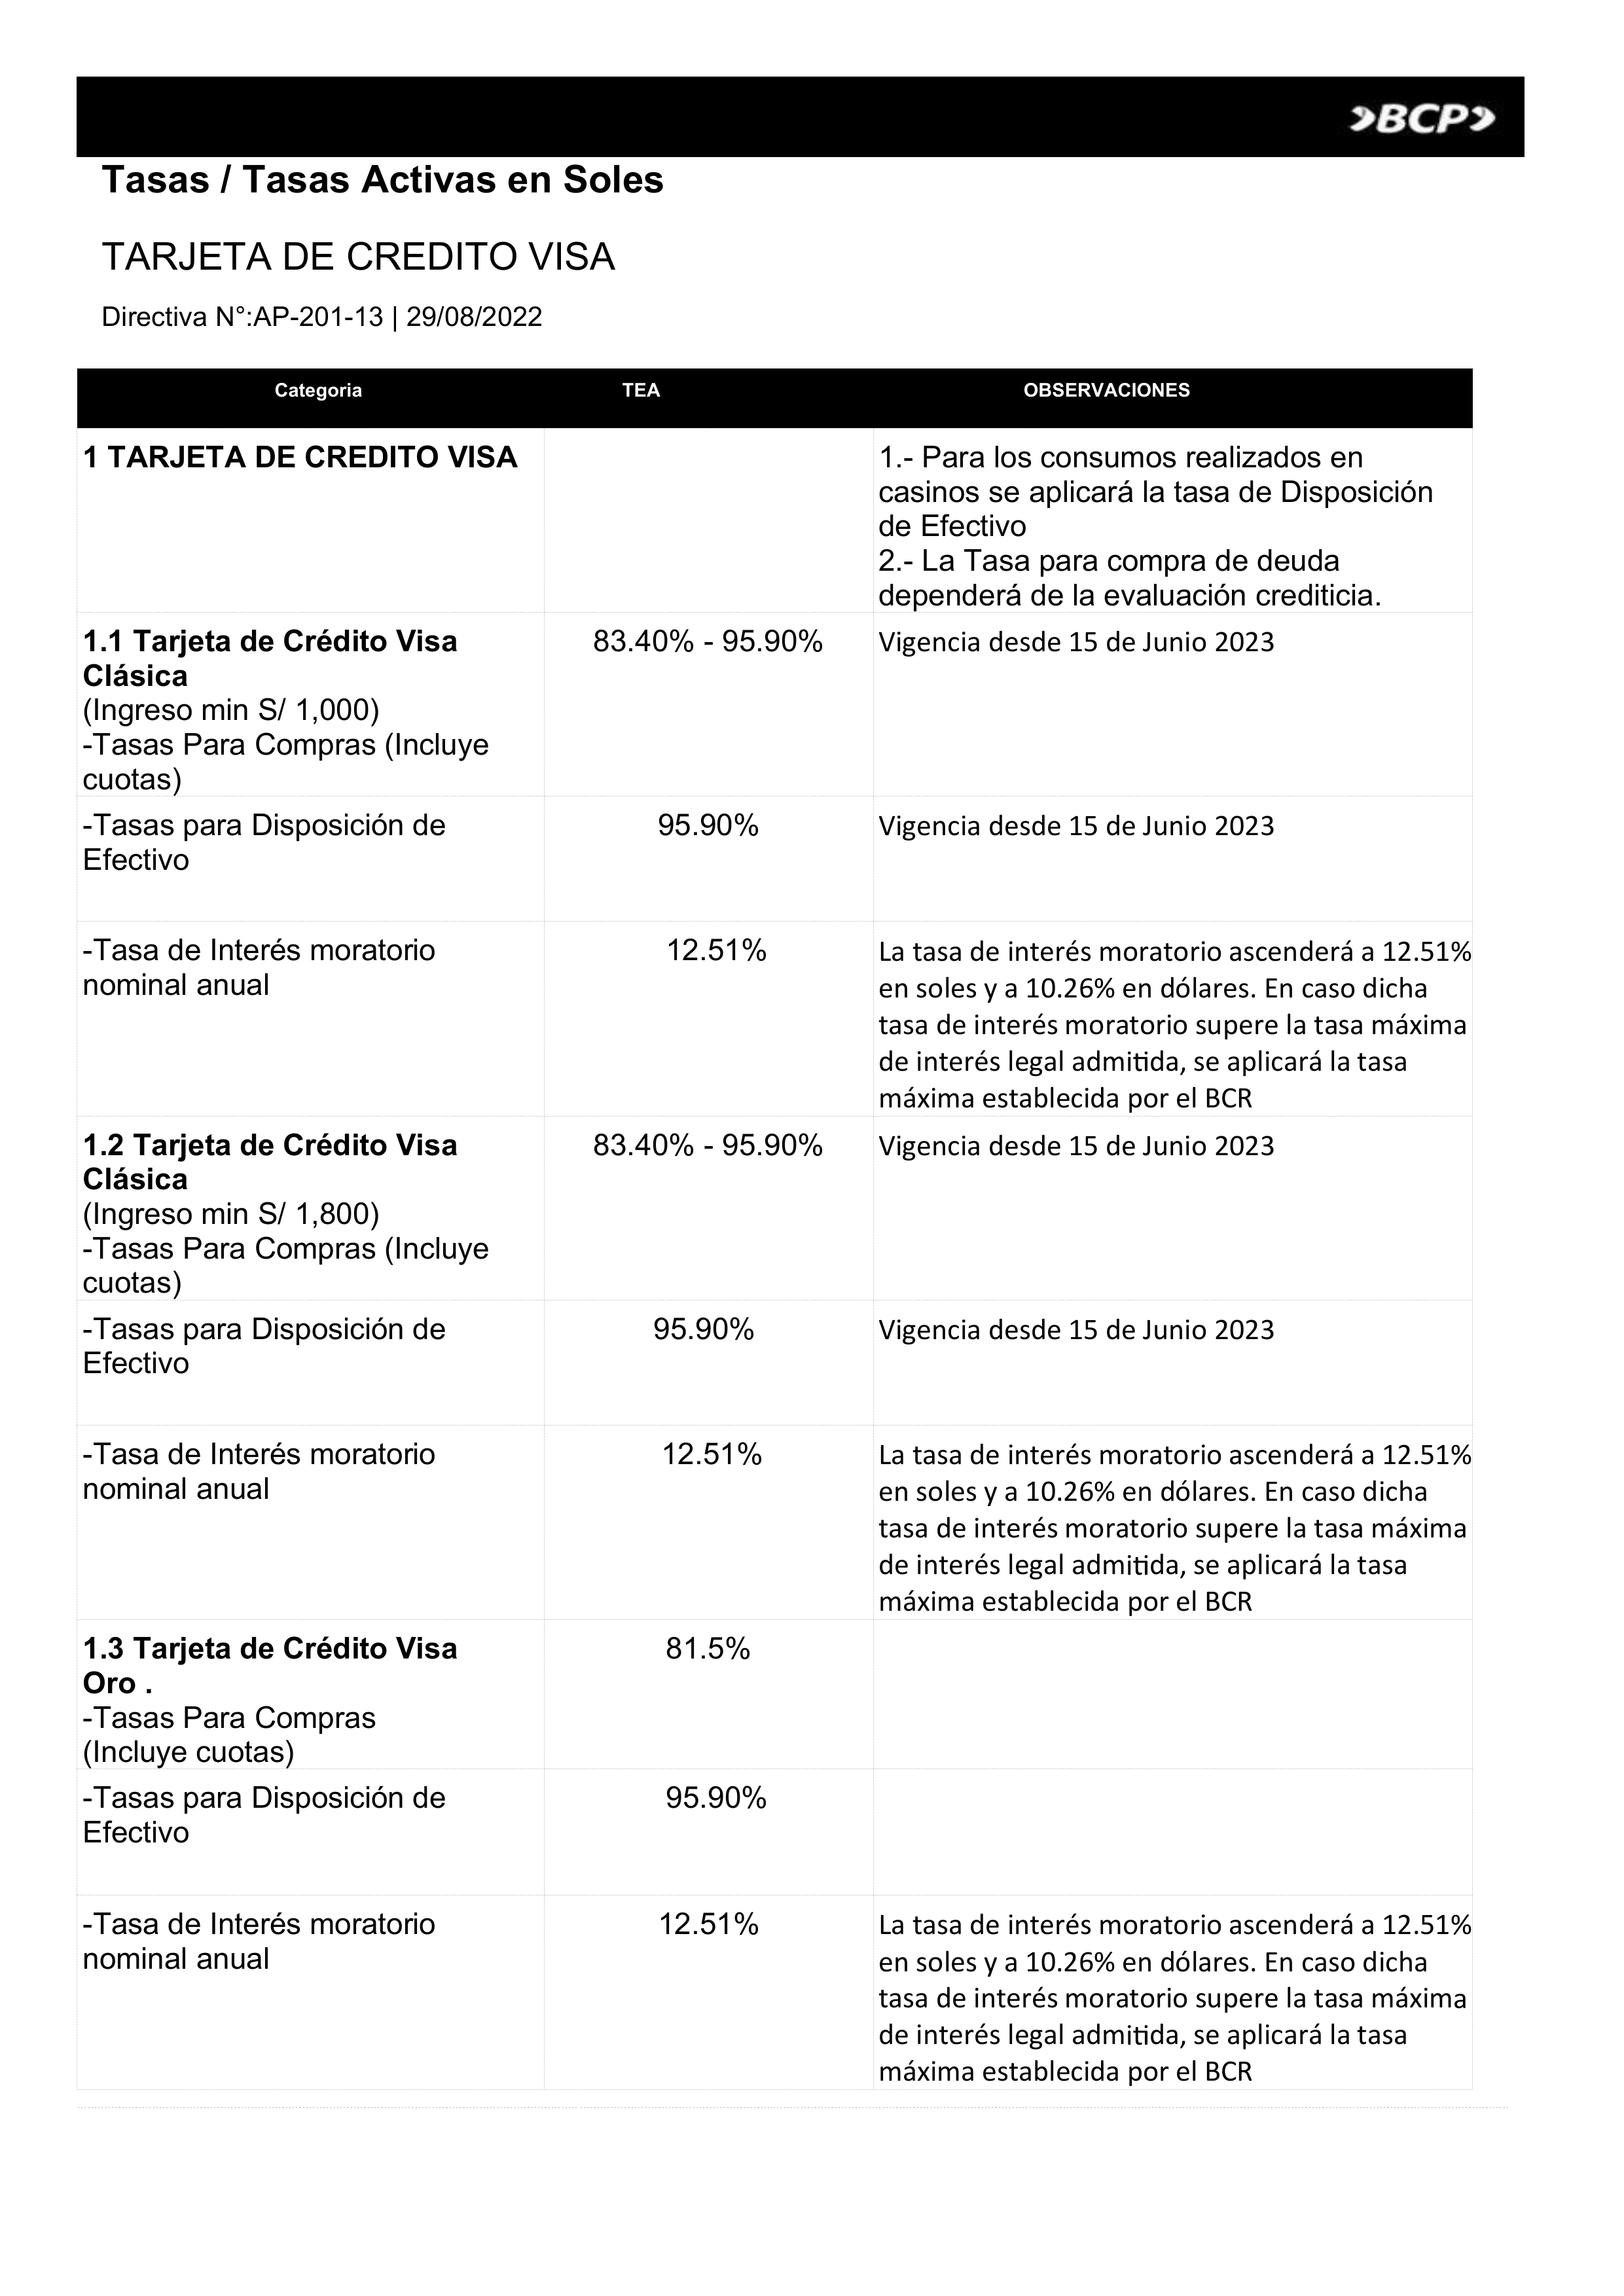 BCP
Tasas / Tasas Activas en Soles
TARJETA DE CREDITO VISA
Directiva N°:AP-201-13 | 29/08/2022
Categoria TEA OBSERVACIONES
1 TARJETA DE CREDITO VISA
1.- Para los consumos realizados en
casinos se aplicará la tasa de Disposición
de Efectivo
2.- La Tasa para compra de deuda
dependerá de la evaluación crediticia.
1.1 Tarjeta de Crédito Visa
Clásica
(Ingreso min S/ 1,000)
-Tasas Para Compras (Incluye
cuotas)
83.40% - 95.90%
Vigencia desde 15 de Junio 2023
-Tasas para Disposición de
Efectivo
95.90%
Vigencia desde 15 de Junio 2023
-Tasa de Interés moratorio
nominal anual
12.51%
La tasa de interés moratorio ascenderá a 12.51%
en soles y a 10.26% en dólares. En caso dicha
tasa de interés moratorio supere la tasa máxima
de interés legal admitida, se aplicará la tasa
máxima establecida por el BCR
1.2 Tarjeta de Crédito Visa
Clásica
(Ingreso min S/ 1,800)
-Tasas Para Compras (Incluye
cuotas)
83.40% - 95.90%
Vigencia desde 15 de Junio 2023
-Tasas para Disposición de
Efectivo
95.90%
Vigencia desde 15 de Junio 2023
-Tasa de Interés moratorio
nominal anual
12.51%
La tasa de interés moratorio ascenderá a 12.51%
en soles y a 10.26% en dólares. En caso dicha
tasa de interés moratorio supere la tasa máxima
de interés legal admitida, se aplicará la tasa
máxima establecida por el BCR
1.3 Tarjeta de Crédito Visa
Oro .
-Tasas Para Compras
(Incluye cuotas)
81.5%
-Tasas para Disposición de
Efectivo
95.90%
-Tasa de Interés moratorio
nominal anual
12.51%
La tasa de interés moratorio ascenderá a 12.51%
en soles y a 10.26% en dólares. En caso dicha
tasa de interés moratorio supere la tasa máxima
de interés legal admitida, se aplicará la tasa
máxima establecida por el BCR